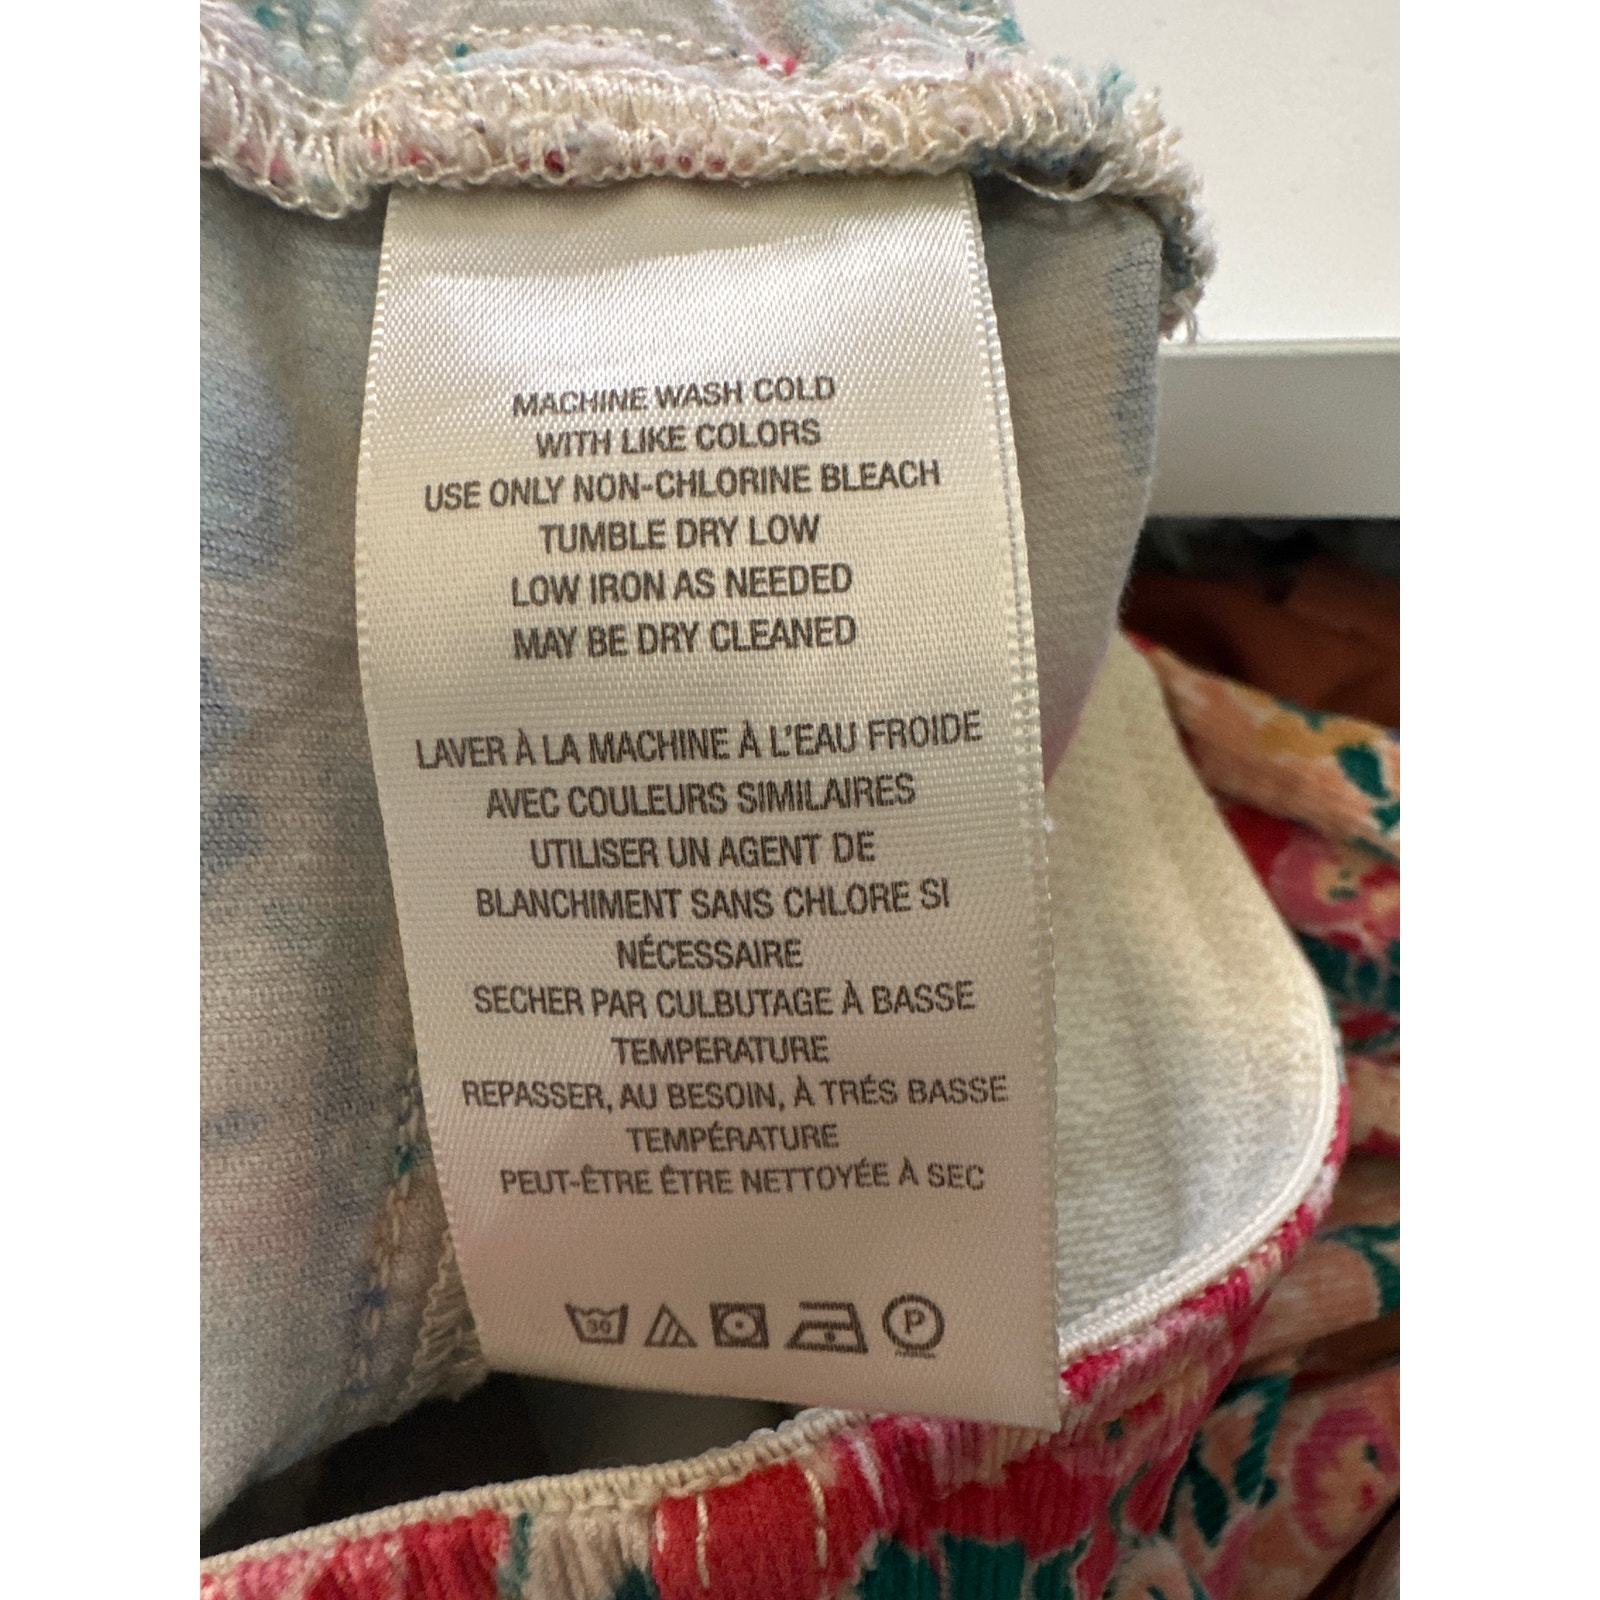 MACHINE WASH COLD
WITH LIKE COLORS
USE ONLY NON-CHLORINE BLEACH
TUMBLE DRY LOW
LOW IRON AS NEEDED
MAY BE DRY CLEANED
LAVER À LA MACHINE À L'EAU FROIDE
AVEC COULEURS SIMILAIRES
UTILISER UN AGENT DE
BLANCHIMENT SANS CHLORE SI
NÉCESSAIRE
SECHER PAR CULBUTAGE À BASSE
TEMPERATURE
REPASSER, AU BESOIN, À TRÉS BASSE
TEMPÉRATURE
PEUT-ÊTRE ÊTRE NETTOYÉE À SEC
30 P